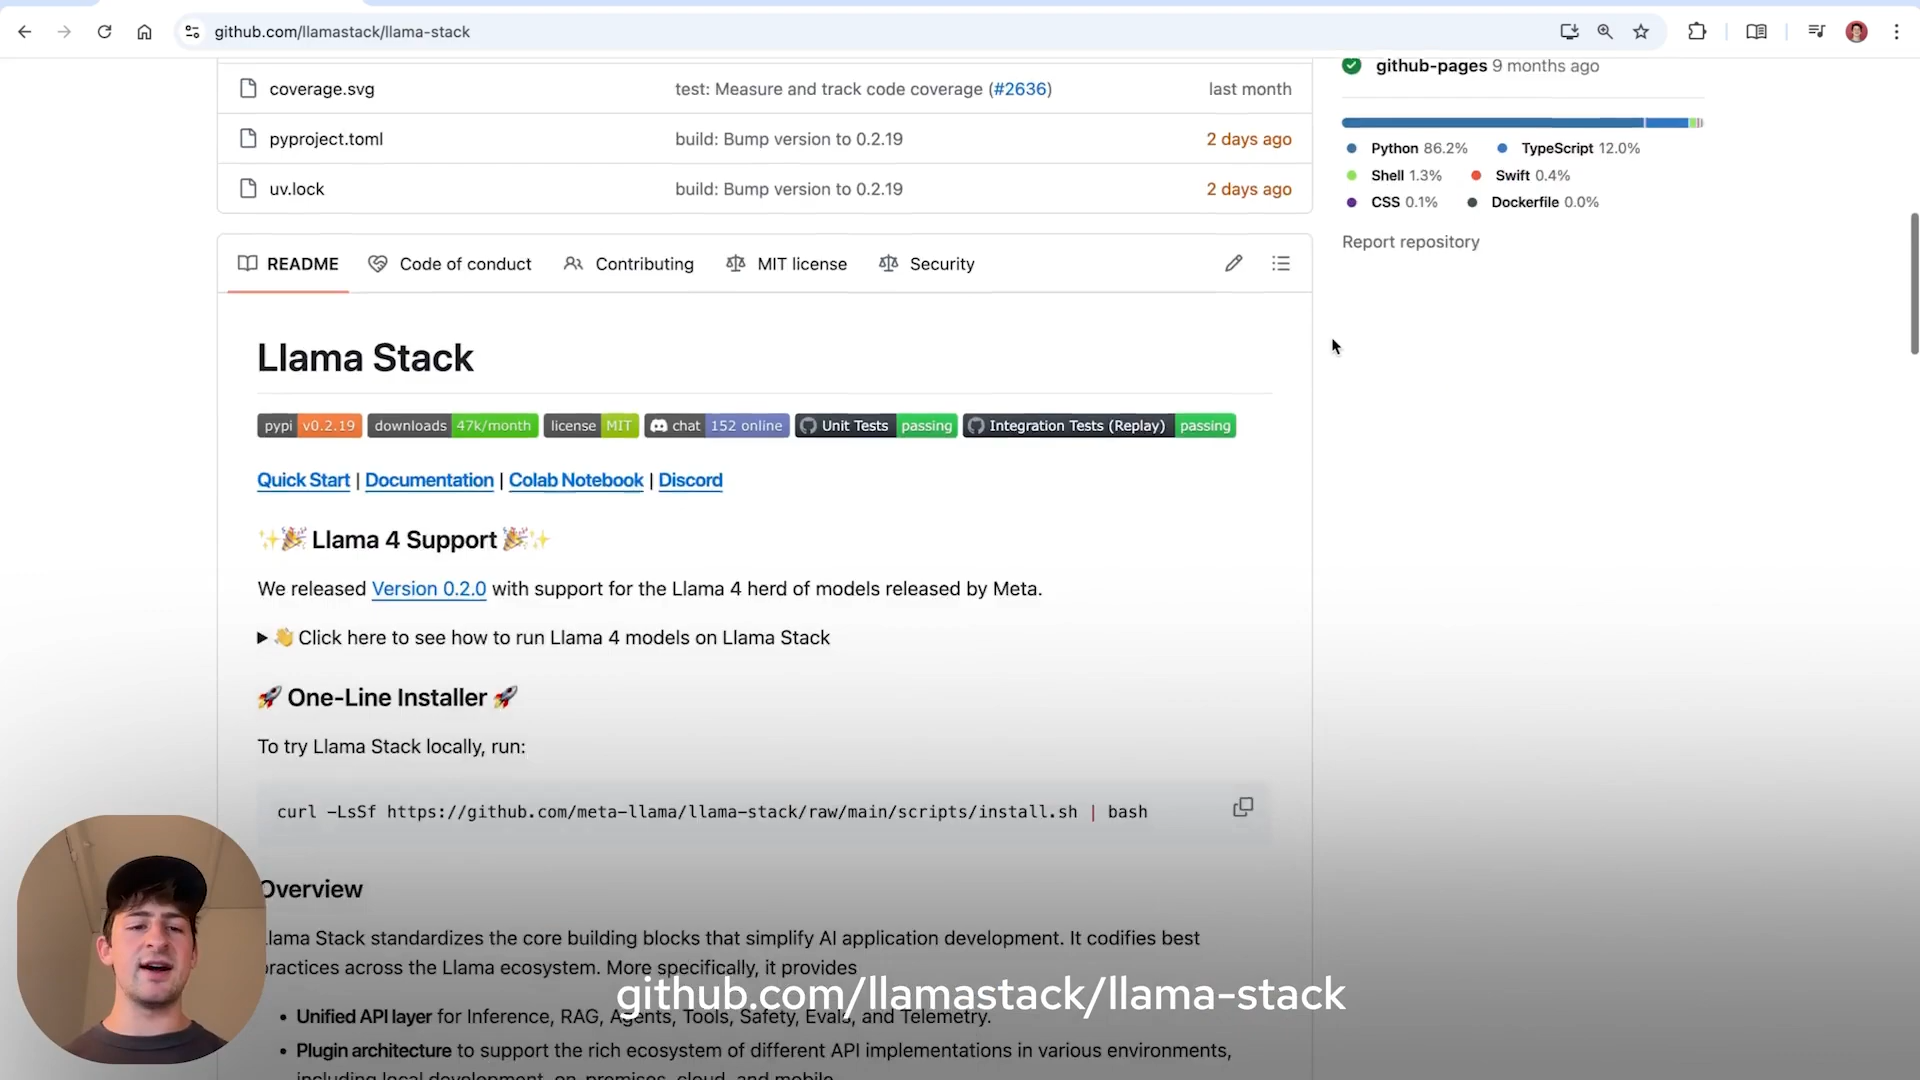 github.com/llamastack/llama-stack
coverage.svg test: Measure and track code coverage (#2636) last month
pyproject.toml build: Bump version to 0.2.19 2 days ago
uv.lock build: Bump version to 0.2.19 2 days ago
github-pages 9 months ago
Python 86.2% TypeScript 12.0%
Shell 1.3% Swift 0.4%
CSS 0.1% Dockerfile 0.0%
Report repository
README Code of conduct Contributing MIT license Security
Llama Stack
pypi v0.2.19 downloads 47k/month license MIT chat 152 online Unit Tests passing Integration Tests (Replay) passing
Quick Start | Documentation | Colab Notebook | Discord
✨🎉 Llama 4 Support 🎉✨
We released Version 0.2.0 with support for the Llama 4 herd of models released by Meta.
▶ 👋 Click here to see how to run Llama 4 models on Llama Stack
🚀 One-Line Installer 🚀
To try Llama Stack locally, run:
curl -LsSf https://github.com/meta-llama/llama-stack/raw/main/scripts/install.sh | bash
Overview
Llama Stack standardizes the core building blocks that simplify AI application development. It codifies best
practices across the Llama ecosystem. More specifically, it provides
github.com/llamastack/llama-stack
• Unified API layer for Inference, RAG, Agents, Tools, Safety, Evals, and Telemetry.
• Plugin architecture to support the rich ecosystem of different API implementations in various environments,
including local development, on-premises, cloud, and mobile.